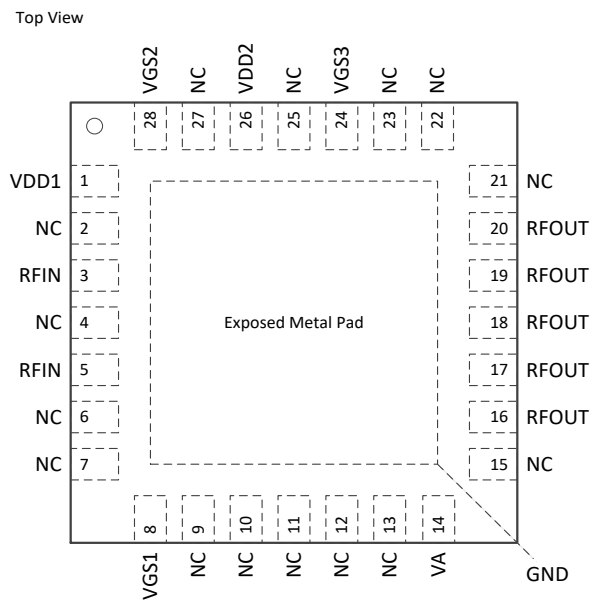 Top View
VGS2
NC
VDD2
NC
VGS3
NC
NC
28
27
26
25
24
23
22
VDD1 1
NC 2
RFIN 3
NC 4
RFIN 5
NC 6
NC 7
Exposed Metal Pad
21 NC
20 RFOUT
19 RFOUT
18 RFOUT
17 RFOUT
16 RFOUT
15 NC
8
9
10
11
12
13
14
VGS1
NC
NC
NC
NC
NC
VA
GND